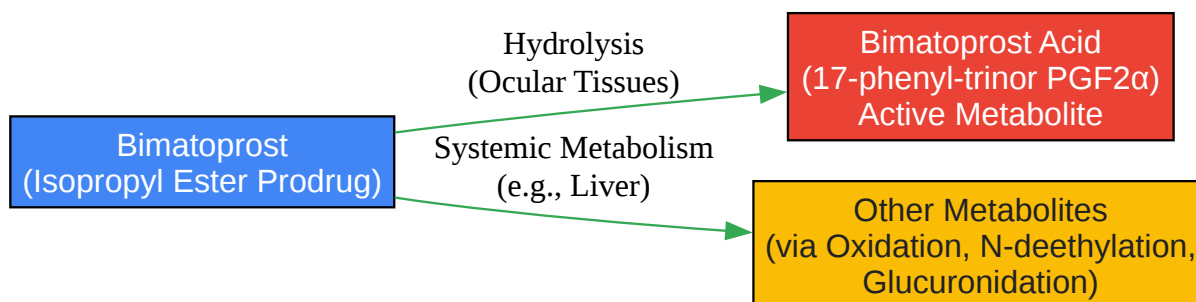 Hydrolysis
(Ocular Tissues)
Bimatoprost Acid
(17-phenyl-trinor PGF2α)
Active Metabolite
Bimatoprost
(Isopropyl Ester Prodrug)
Systemic Metabolism
(e.g., Liver)
Other Metabolites
(via Oxidation, N-deethylation,
Glucuronidation)